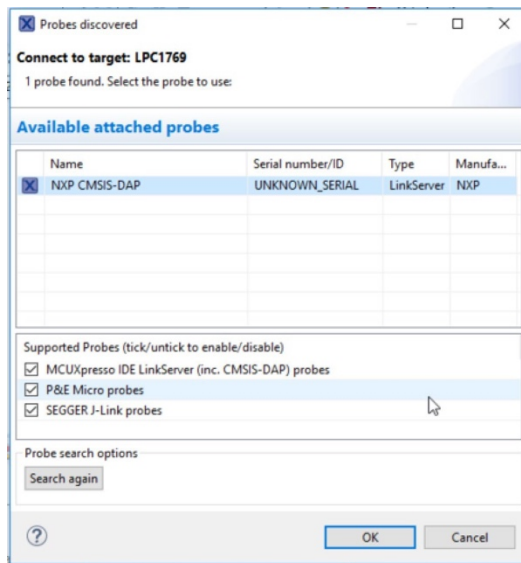 Probes discovered
Connect to target: LPC1769
1 probe found. Select the probe to use:
Available attached probes
Name Serial number/ID Type Manufa...
NXP CMSIS-DAP UNKNOWN_SERIAL LinkServer NXP
Supported Probes (tick/untick to enable/disable)
MCUXpresso IDE LinkServer (inc. CMSIS-DAP) probes
P&E Micro probes
SEGGER J-Link probes
Probe search options
Search again
OK Cancel